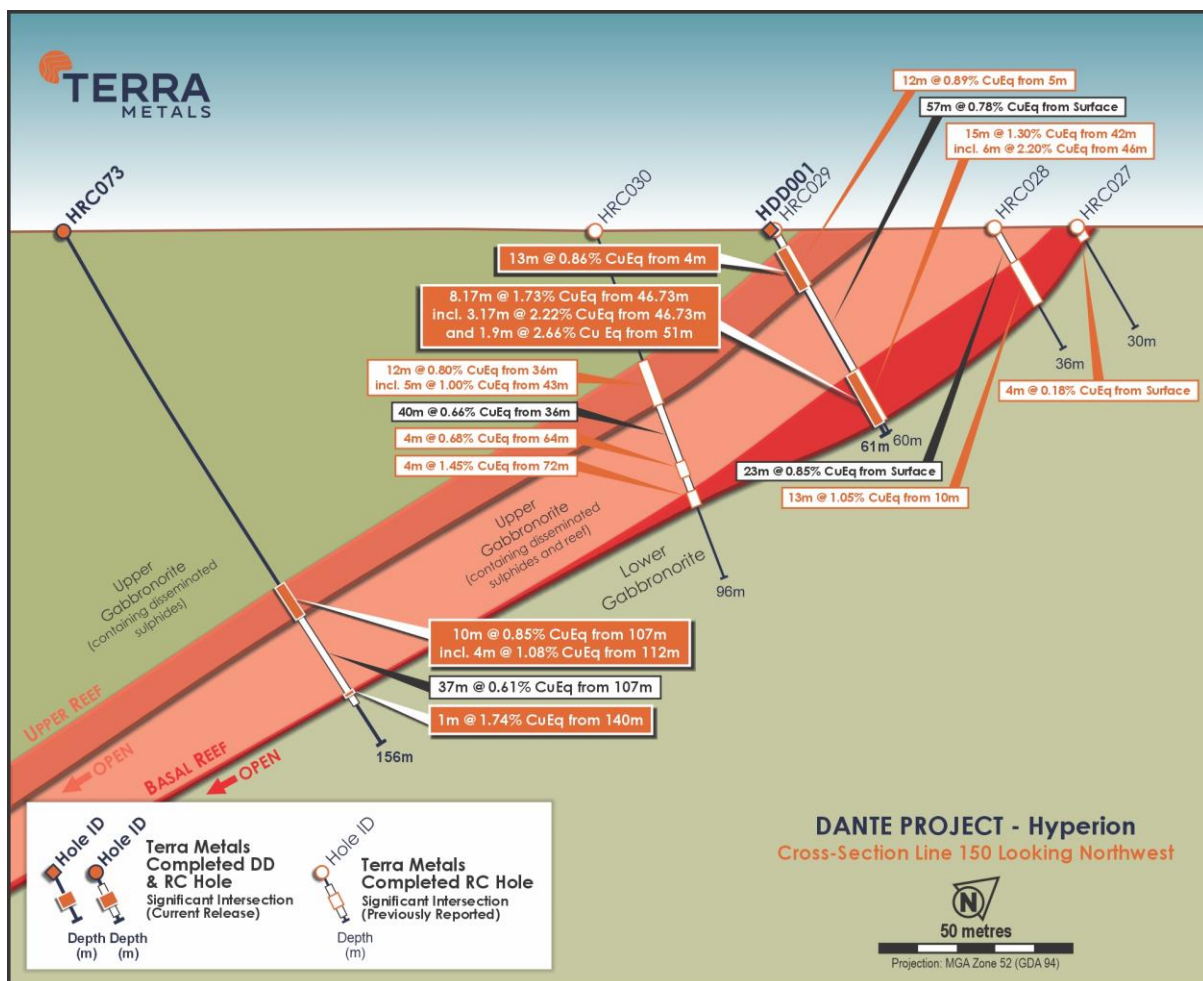 TERRA
METALS
12m @ 0.89% CuEq from 5m
57m @ 0.78% CuEq from Surface
15m @ 1.30% CuEq from 42m
incl. 6m @ 2.20% CuEq from 46m
HRC073
HRC030
HDD001
HRC029
HRC028
HRC027
13m @ 0.86% CuEq from 4m
8.17m @ 1.73% CuEq from 46.73m
incl. 3.17m @ 2.22% CuEq from 46.73m
and 1.9m @ 2.66% Cu Eq from 51m
30m
36m
12m @ 0.80% CuEq from 36m
incl. 5m @ 1.00% CuEq from 43m
4m @ 0.18% CuEq from Surface
40m @ 0.66% CuEq from 36m
4m @ 0.68% CuEq from 64m
60m
61m
4m @ 1.45% CuEq from 72m
23m @ 0.85% CuEq from Surface
13m @ 1.05% CuEq from 10m
Upper
Gabbronorite
(containing disseminated
sulphides)
Upper
Gabbronorite
(containing disseminated
sulphides and reef)
Lower
Gabbronorite
96m
10m @ 0.85% CuEq from 107m
incl. 4m @ 1.08% CuEq from 112m
37m @ 0.61% CuEq from 107m
1m @ 1.74% CuEq from 140m
156m
UPPER REEF
OPEN
BASAL REEF
OPEN
Hole ID
Hole ID
Terra Metals
Completed DD
& RC Hole
Significant Intersection
(Current Release)
Depth
(m)
Depth
(m)
Hole ID
Terra Metals
Completed RC Hole
Significant Intersection
(Previously Reported)
Depth
(m)
DANTE PROJECT - Hyperion
Cross-Section Line 150 Looking Northwest
N
50 metres
Projection: MGA Zone 52 (GDA 94)